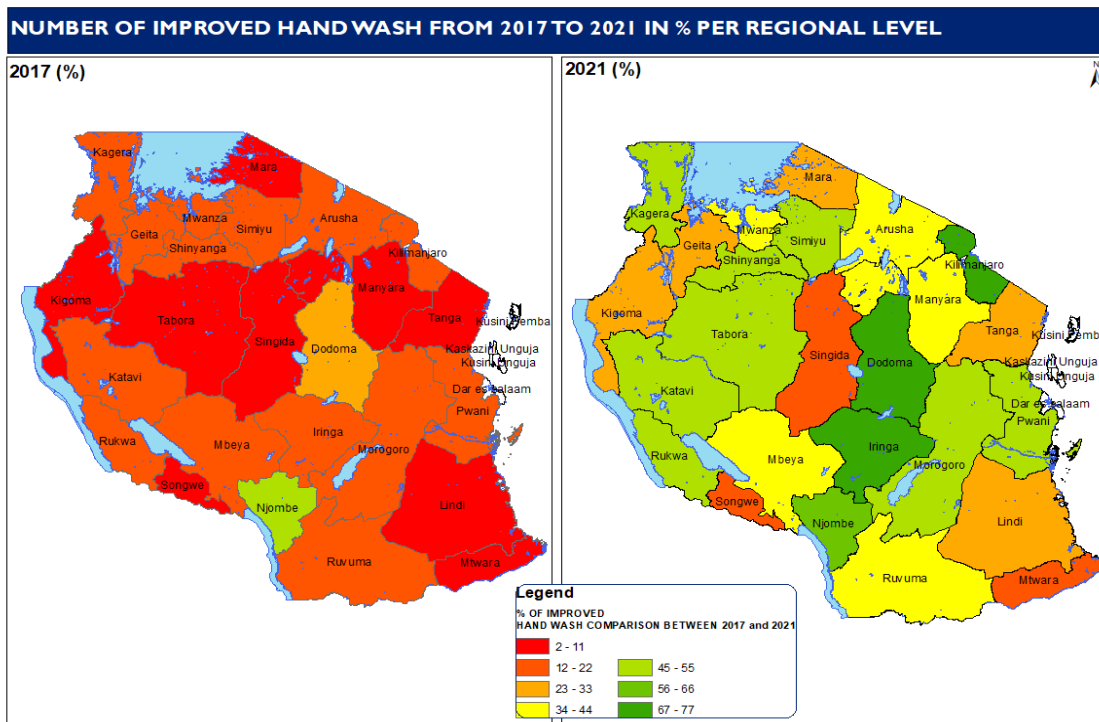 NUMBER OF IMPROVED HAND WASH FROM 2017 TO 2021 IN % PER REGIONAL LEVEL
2017 (%)
Kagera
Mara
Mwanza
Geita
Simiyu
Arusha
Shinyanga
Kilimanjaro
Kigoma
Manyara
Tabora
Singida
Tanga
Kusini Pemba
Dodoma
Kaskazini Unguja
Kusini Unguja
Katavi
Dar es salaam
Pwani
Rukwa
Mbeya
Iringa
Morogoro
Songwe
Njombe
Lindi
Ruvuma
Mtwara
2021 (%)
N
Mara
Kagera
Mwanza
Arusha
Geita
Simiyu
Shinyanga
Kilimanjaro
Manyara
Kigoma
Tabora
Tanga
Kusini Pemba
Singida
Dodoma
Kaskazini Unguja
Kusini Unguja
Katavi
Dar es salaam
Pwani
Rukwa
Mbeya
Iringa
Morogoro
Songwe
Njombe
Lindi
Ruvuma
Mtwara
Legend
% OF IMPROVED
HAND WASH COMPARISON BETWEEN 2017 and 2021
2 - 11
12 - 22
45 - 55
23 - 33
56 - 66
34 - 44
67 - 77